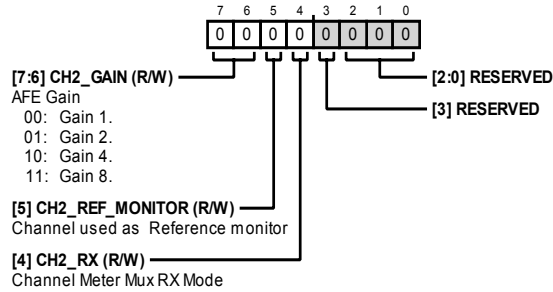 7 6 5 4 3 2 1 0
0 0 0 0 0 0 0 0
[7:6] CH2_GAIN (R/W)
AFE Gain
00: Gain 1.
01: Gain 2.
10: Gain 4.
11: Gain 8.
[5] CH2_REF_MONITOR (R/W)
Channel used as Reference monitor
[4] CH2_RX (R/W)
Channel Meter Mux RX Mode
[2:0] RESERVED
[3] RESERVED